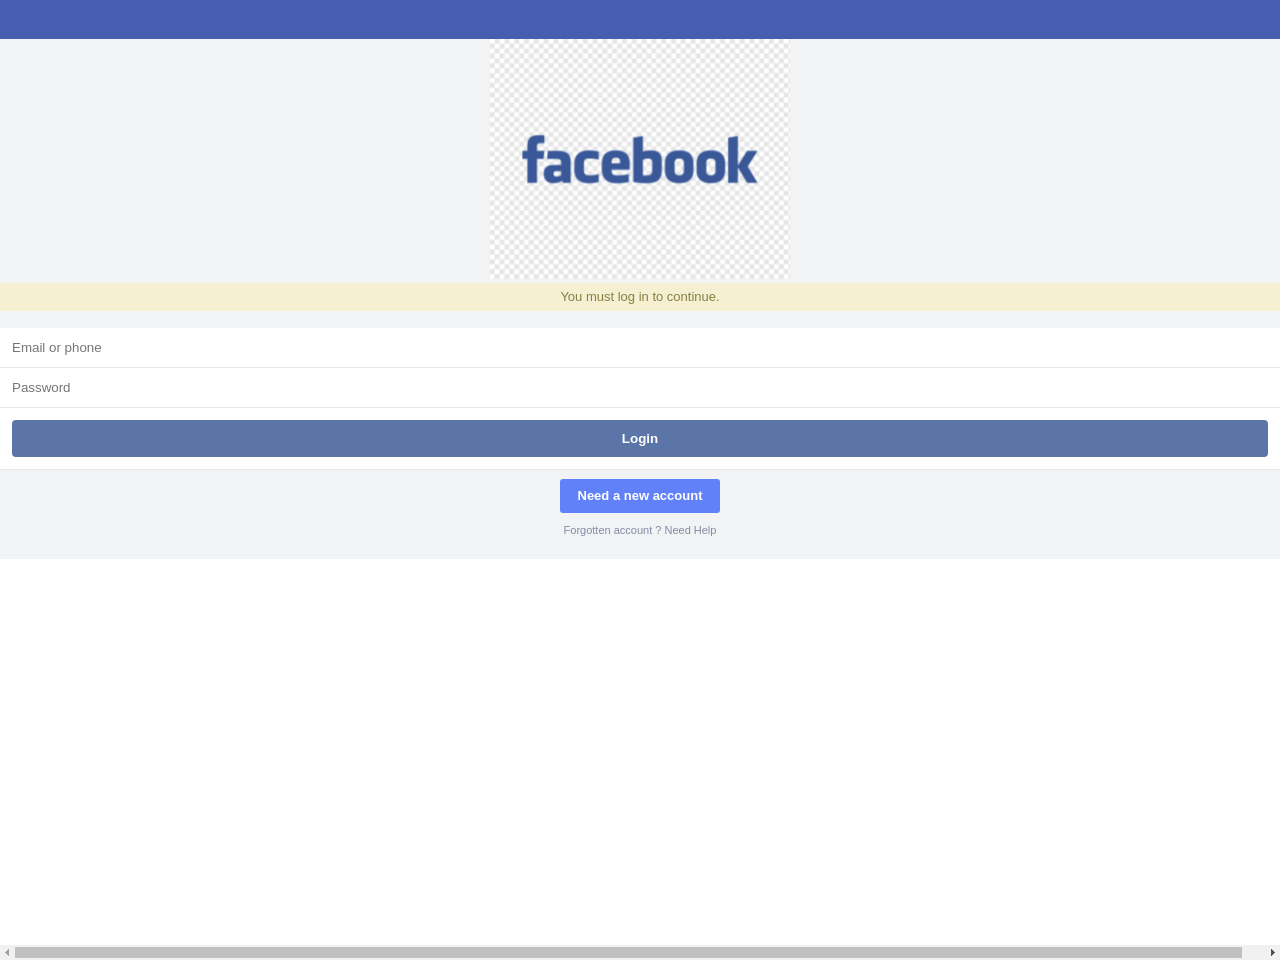 facebook
You must log in to continue.
Email or phone
Password
Login
Need a new account
Forgotten account ? Need Help